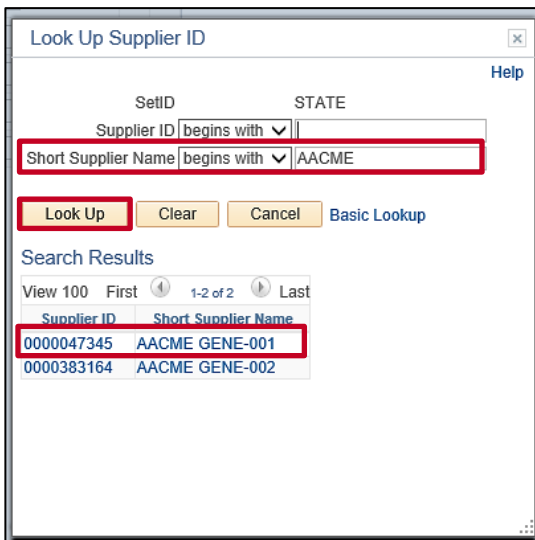 Look Up Supplier ID
Help
SetID STATE
Supplier ID begins with
Short Supplier Name begins with AACME
Look Up Clear Cancel Basic Lookup
Search Results
View 100 First 1-2 of 2 Last
Supplier ID Short Supplier Name
0000047345 AACME GENE-001
0000383164 AACME GENE-002